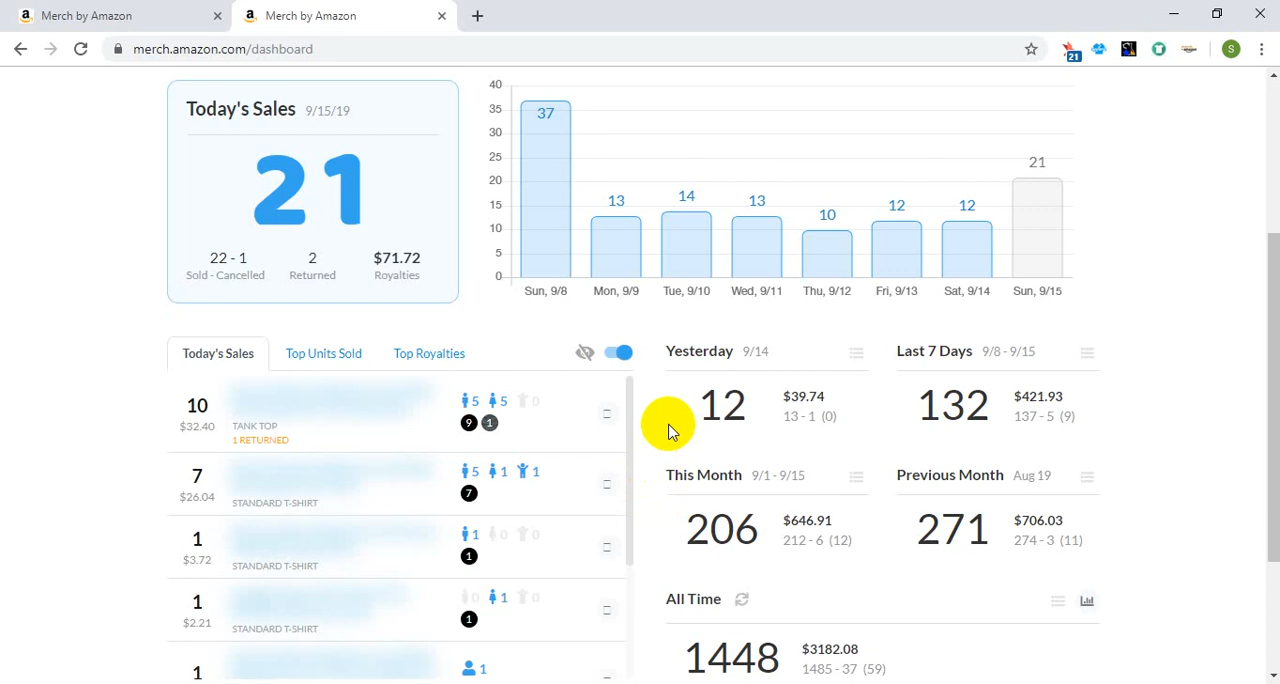 Merch by Amazon
Merch by Amazon
merch.amazon.com/dashboard
21
S
Today's Sales 9/15/19
21
22 - 1
Sold - Cancelled
2
Returned
$71.72
Royalties
40
35
30
25
20
15
10
5
0
37
13
14
13
10
12
12
21
Sun, 9/8
Mon, 9/9
Tue, 9/10
Wed, 9/11
Thu, 9/12
Fri, 9/13
Sat, 9/14
Sun, 9/15
Today's Sales
Top Units Sold
Top Royalties
10
$32.40
TANK TOP
1 RETURNED
5 5 0
9 1
7
$26.04
STANDARD T-SHIRT
5 1 1
7
1
$3.72
STANDARD T-SHIRT
1 0 0
1
1
$2.21
STANDARD T-SHIRT
0 1 0
1
1
1
Yesterday 9/14
12
$39.74
13 - 1 (0)
Last 7 Days 9/8 - 9/15
132
$421.93
137 - 5 (9)
This Month 9/1 - 9/15
206
$646.91
212 - 6 (12)
Previous Month Aug 19
271
$706.03
274 - 3 (11)
All Time
1448
$3182.08
1485 - 37 (59)